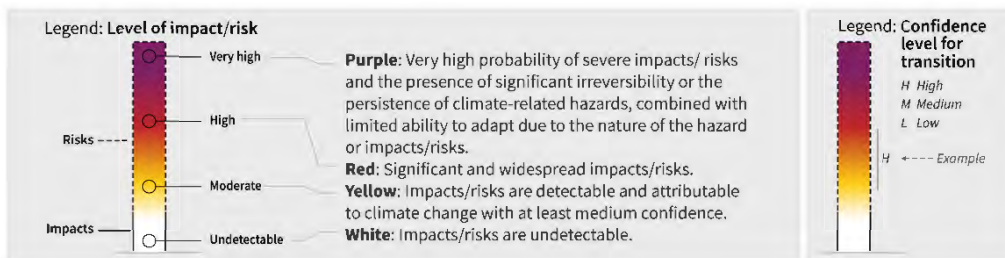 Legend: Level of impact/risk
Very high
High
Risks
Moderate
Impacts
Undetectable
Purple: Very high probability of severe impacts/ risks
and the presence of significant irreversibility or the
persistence of climate-related hazards, combined with
limited ability to adapt due to the nature of the hazard
or impacts/risks.
Red: Significant and widespread impacts/risks.
Yellow: Impacts/risks are detectable and attributable
to climate change with at least medium confidence.
White: Impacts/risks are undetectable.
Legend: Confidence
level for
transition
H High
M Medium
L Low
H
Example